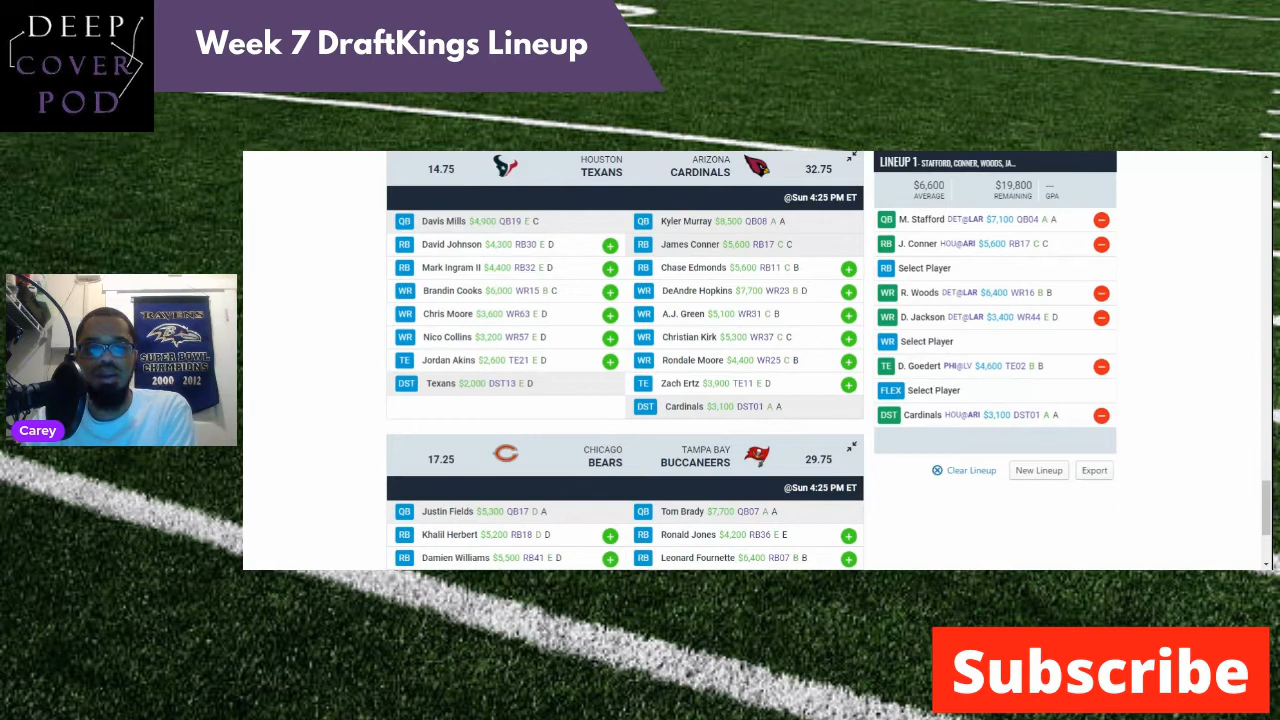 DEEP
COVER
POD
Week 7 DraftKings Lineup
14.75
HOUSTON
TEXANS
ARIZONA
CARDINALS
32.75
@Sun 4:25 PM ET
QB Davis Mills $4,900 QB19 E C
QB Kyler Murray $8,500 QB08 A A
RB David Johnson $4,300 RB30 E D
RB James Conner $5,600 RB17 C C
RB Mark Ingram II $4,400 RB32 E D
RB Chase Edmonds $5,600 RB11 C B
WR Brandin Cooks $6,000 WR15 B C
WR DeAndre Hopkins $7,700 WR23 B D
WR Chris Moore $3,600 WR63 E D
WR A.J. Green $5,100 WR31 C B
WR Nico Collins $3,200 WR57 E D
WR Christian Kirk $5,300 WR37 C C
TE Jordan Akins $2,600 TE21 E D
WR Rondale Moore $4,400 WR25 C B
DST Texans $2,000 DST13 E D
TE Zach Ertz $3,900 TE11 E D
DST Cardinals $3,100 DST01 A A
17.25
CHICAGO
BEARS
TAMPA BAY
BUCCANEERS
29.75
@Sun 4:25 PM ET
QB Justin Fields $5,300 QB17 D A
QB Tom Brady $7,700 QB07 A A
RB Khalil Herbert $5,200 RB18 D D
RB Ronald Jones $4,200 RB36 E E
RB Damien Williams $5,500 RB41 E D
RB Leonard Fournette $6,400 RB07 B B
LINEUP 1 - STAFFORD, CONNER, WOODS, JA...
$6,600
AVERAGE
$19,800
REMAINING
---
GPA
QB M. Stafford DET@LAR $7,100 QB04 A A
RB J. Conner HOU@ARI $5,600 RB17 C C
RB Select Player
WR R. Woods DET@LAR $6,400 WR16 B B
WR D. Jackson DET@LAR $3,400 WR44 E D
WR Select Player
TE D. Goedert PHI@LV $4,600 TE02 B B
FLEX Select Player
DST Cardinals HOU@ARI $3,100 DST01 A A
Clear Lineup
New Lineup
Export
RAVENS
SUPER BOWL
CHAMPIONS
2000 2012
Carey
Subscribe